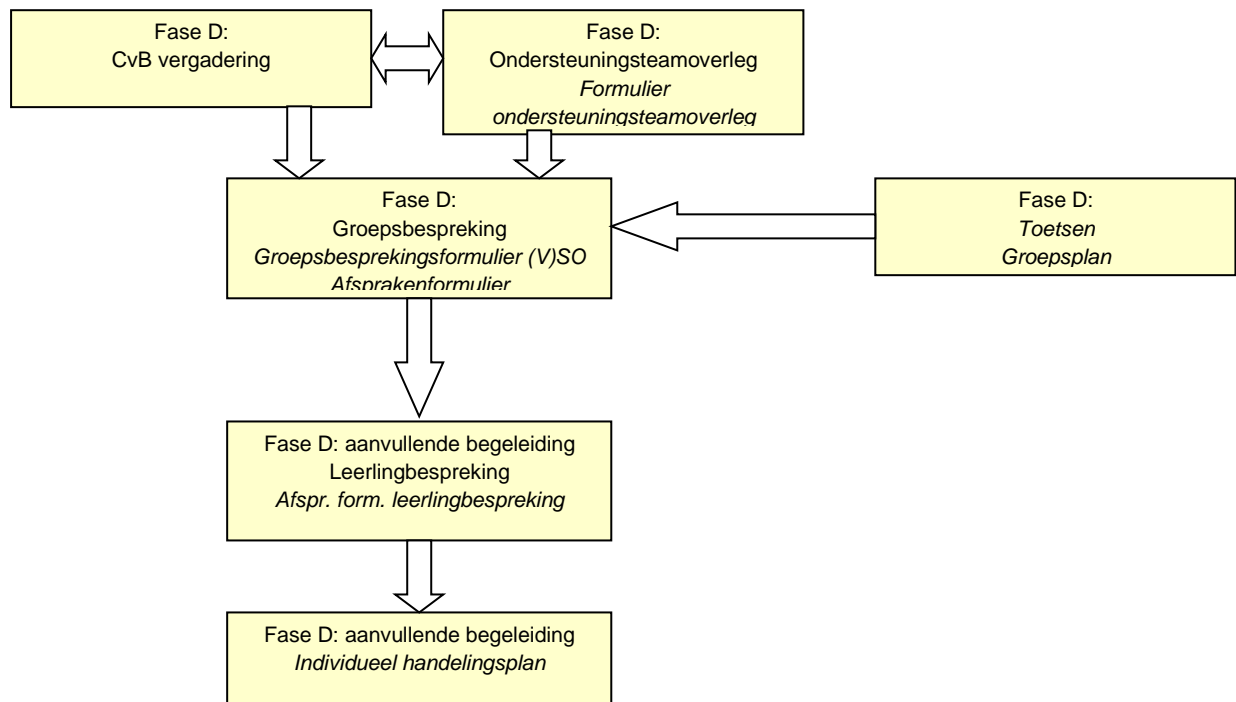 Fase D:
CvB vergadering
Fase D:
Ondersteuningsteamoverleg
Formulier
ondersteuningsteamoverleg
Fase D:
Groepsbespreking
Groepsbesprekingsformulier (V)SO
Afsprakenformulier
Fase D:
Toetsen
Groepsplan
Fase D: aanvullende begeleiding
Leerlingbespreking
Afspr. form. leerlingbespreking
Fase D: aanvullende begeleiding
Individueel handelingsplan